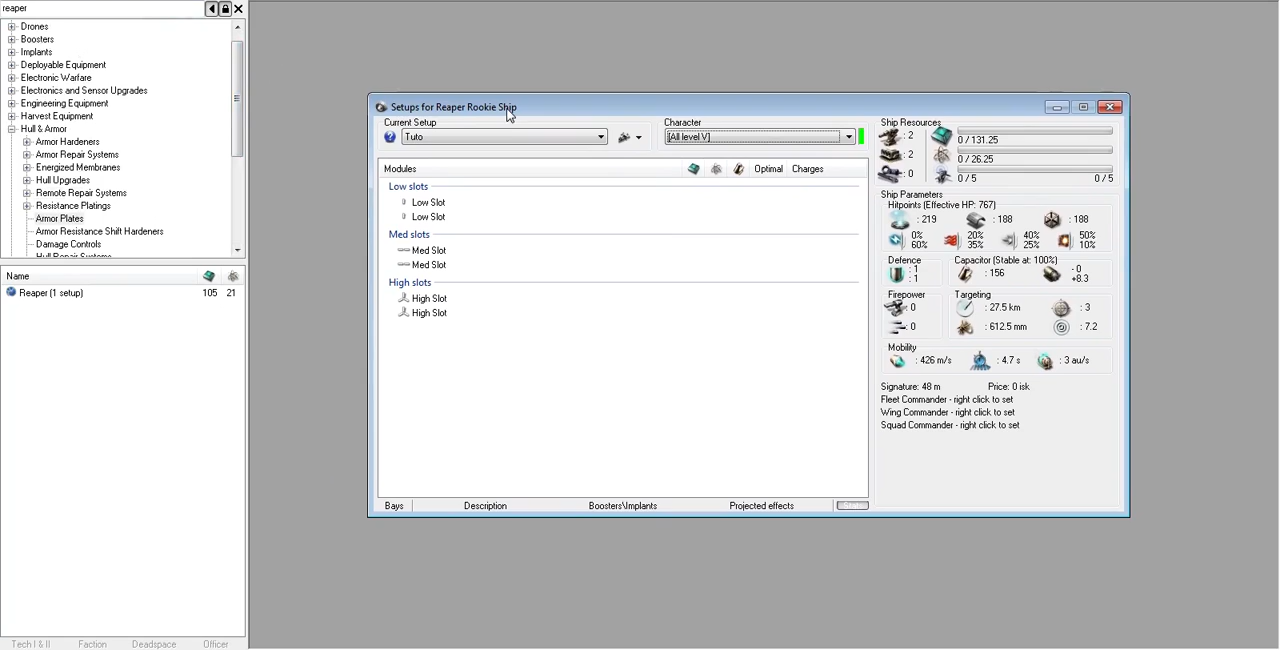 reaper
Drones
Boosters
Implants
Deployable Equipment
Electronic Warfare
Electronics and Sensor Upgrades
Engineering Equipment
Harvest Equipment
Hull & Armor
Armor Hardeners
Armor Repair Systems
Energized Membranes
Hull Upgrades
Remote Repair Systems
Resistance Platings
Armor Plates
Armor Resistance Shift Hardeners
Damage Controls
Hull Repair Systems
Name
Reaper (1 setup) 105 21
Tech I & II Faction Deadspace Officer
Setups for Reaper Rookie Ship
Current Setup
Tuto
Character
[All level V]
Modules Optimal Charges
Low slots
Low Slot
Low Slot
Med slots
Med Slot
Med Slot
High slots
High Slot
High Slot
Bays Description Boosters\Implants Projected effects
Ship Resources
: 2 0 / 131.25
: 2 0 / 26.25
: 0 0 / 5 0 / 5
Ship Parameters
Hitpoints (Effective HP: 767)
: 219 : 188 : 188
0% 20% 40% 50%
60% 35% 25% 10%
Defence
: 1
: 1
Capacitor (Stable at: 100%)
: 156 - 0
+8.3
Firepower
: 0
: 0
Targeting
: 27.5 km : 3
: 612.5 mm : 7.2
Mobility
: 426 m/s : 4.7 s : 3 au/s
Signature: 48 m Price: 0 isk
Fleet Commander - right click to set
Wing Commander - right click to set
Squad Commander - right click to set